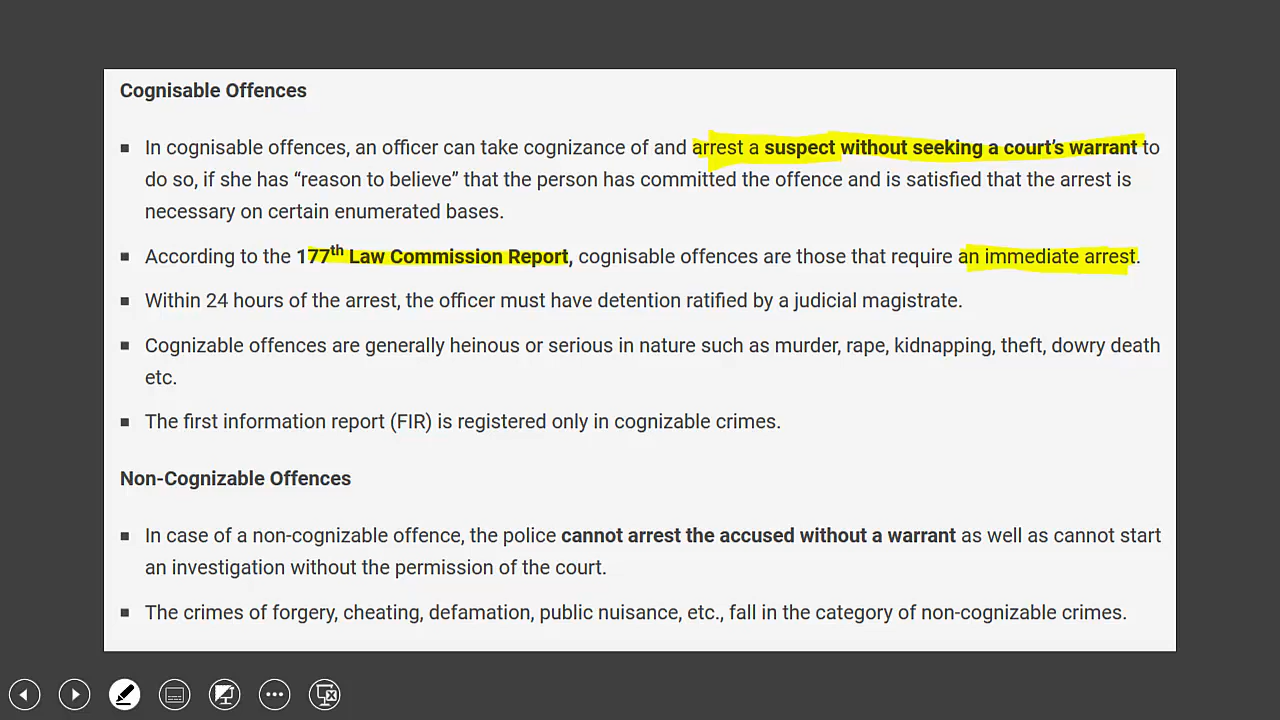 Cognisable Offences
▪ In cognisable offences, an officer can take cognizance of and arrest a suspect without seeking a court's warrant to
do so, if she has “reason to believe” that the person has committed the offence and is satisfied that the arrest is
necessary on certain enumerated bases.
▪ According to the 177th Law Commission Report, cognisable offences are those that require an immediate arrest.
▪ Within 24 hours of the arrest, the officer must have detention ratified by a judicial magistrate.
▪ Cognizable offences are generally heinous or serious in nature such as murder, rape, kidnapping, theft, dowry death
etc.
▪ The first information report (FIR) is registered only in cognizable crimes.
Non-Cognizable Offences
▪ In case of a non-cognizable offence, the police cannot arrest the accused without a warrant as well as cannot start
an investigation without the permission of the court.
▪ The crimes of forgery, cheating, defamation, public nuisance, etc., fall in the category of non-cognizable crimes.